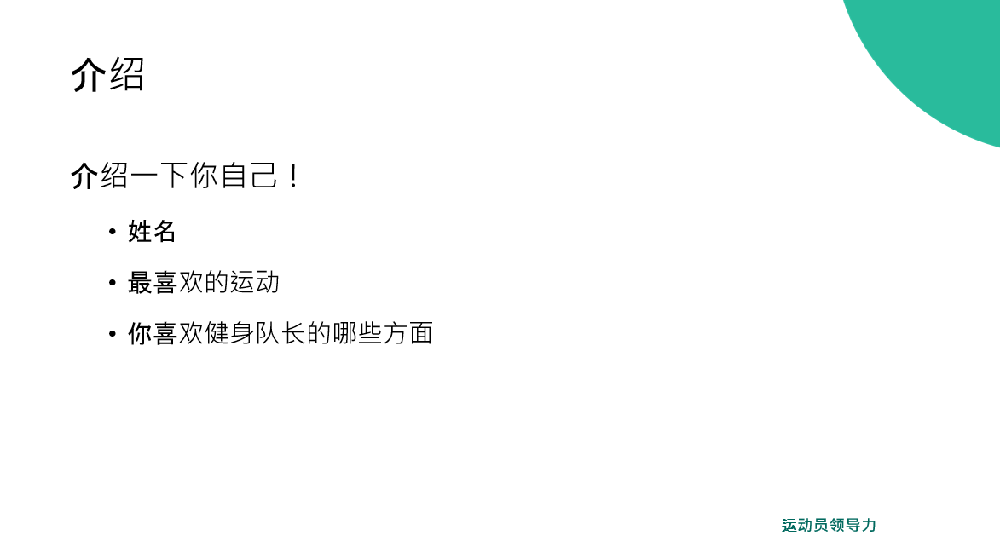 介绍
介绍一下你自己！
• 姓名
• 最喜欢的运动
• 你喜欢健身队长的哪些方面
运动员领导力